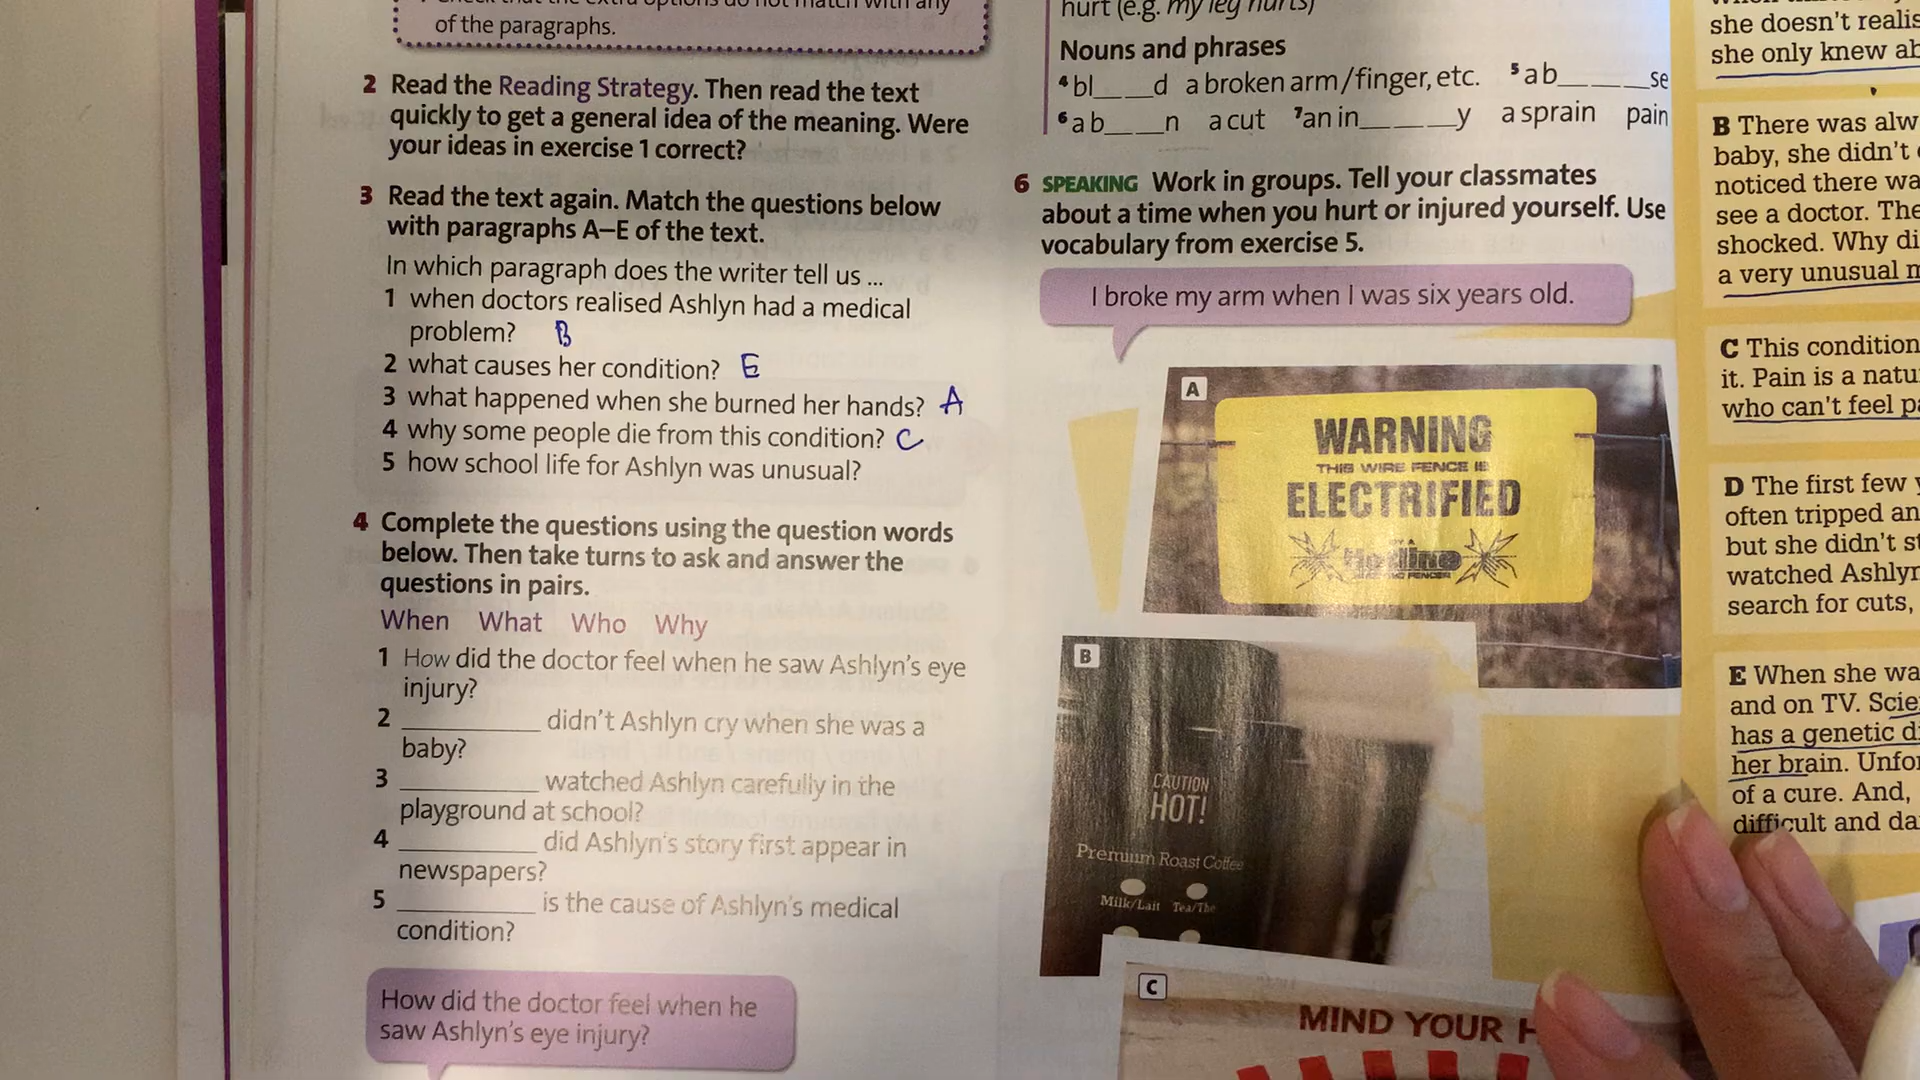 of the paragraphs.
2 Read the Reading Strategy. Then read the text
quickly to get a general idea of the meaning. Were
your ideas in exercise 1 correct?
3 Read the text again. Match the questions below
with paragraphs A–E of the text.
In which paragraph does the writer tell us ...
1 when doctors realised Ashlyn had a medical
problem? B
2 what causes her condition? E
3 what happened when she burned her hands? A
4 why some people die from this condition? C
5 how school life for Ashlyn was unusual?
4 Complete the questions using the question words
below. Then take turns to ask and answer the
questions in pairs.
When What Who Why
1 How did the doctor feel when he saw Ashlyn's eye
injury?
2 __________ didn't Ashlyn cry when she was a
baby?
3 __________ watched Ashlyn carefully in the
playground at school?
4 __________ did Ashlyn's story first appear in
newspapers?
5 __________ is the cause of Ashlyn's medical
condition?
How did the doctor feel when he
saw Ashlyn's eye injury?
hurt (e.g. my leg hurts)
Nouns and phrases
4 bl_ _d a broken arm/finger, etc. 5 a b_ _ _se
6 a b_ _n a cut 7 an in_ _ _y a sprain pain
6 SPEAKING Work in groups. Tell your classmates
about a time when you hurt or injured yourself. Use
vocabulary from exercise 5.
I broke my arm when I was six years old.
A
WARNING
THIS WIRE FENCE IS
ELECTRIFIED
B
CAUTION
HOT!
Premium Roast Coffee
Milk/Lait Tea/The
C
MIND YOUR
she doesn't realis
she only knew ab
B There was alw
baby, she didn't
noticed there wa
see a doctor. The
shocked. Why di
a very unusual m
C This condition
it. Pain is a natu
who can't feel pa
D The first few y
often tripped an
but she didn't st
watched Ashlyn
search for cuts,
E When she wa
and on TV. Scie
has a genetic di
her brain. Unfor
of a cure. And,
difficult and da